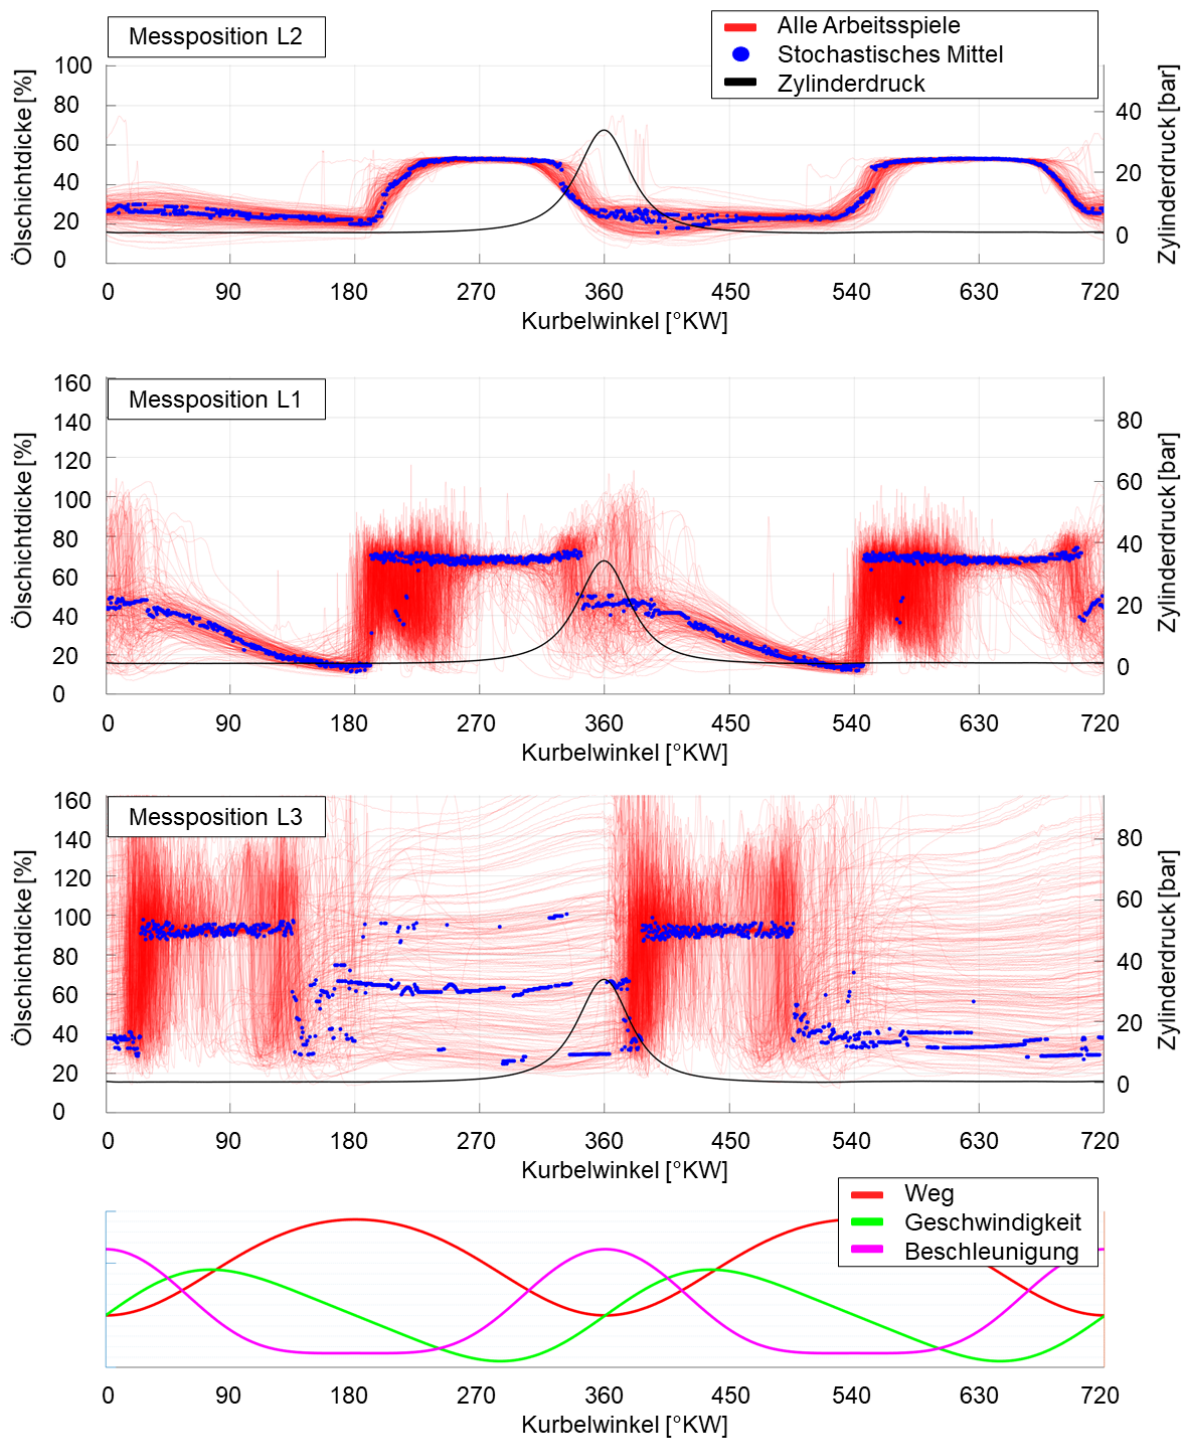 Messposition L2
Alle Arbeitsspiele
Stochastisches Mittel
Zylinderdruck
Ölschichtdicke [%]
100
80
60
40
20
0
Zylinderdruck [bar]
40
20
0
0 90 180 270 360 450 540 630 720
Kurbelwinkel [°KW]
Messposition L1
Ölschichtdicke [%]
160
140
120
100
80
60
40
20
0
Zylinderdruck [bar]
80
60
40
20
0
0 90 180 270 360 450 540 630 720
Kurbelwinkel [°KW]
Messposition L3
Ölschichtdicke [%]
160
140
120
100
80
60
40
20
0
Zylinderdruck [bar]
80
60
40
20
0
0 90 180 270 360 450 540 630 720
Kurbelwinkel [°KW]
Weg
Geschwindigkeit
Beschleunigung
0 90 180 270 360 450 540 630 720
Kurbelwinkel [°KW]